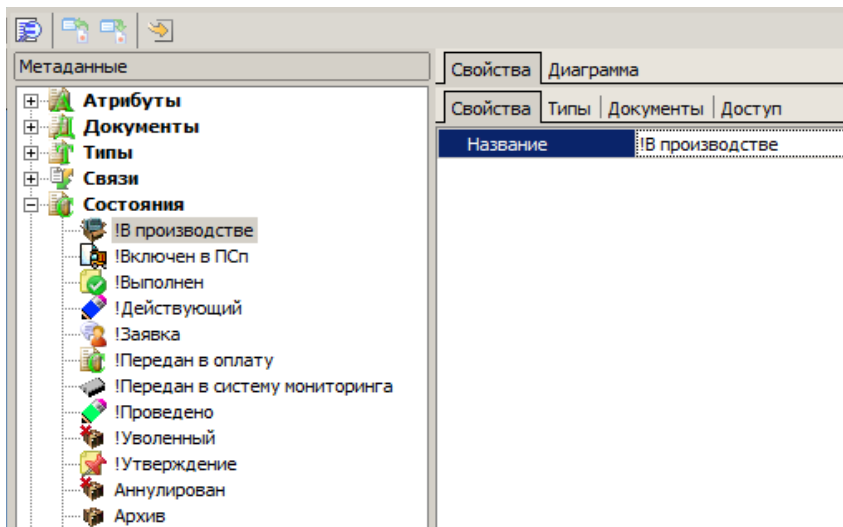 Метаданные
Атрибуты
Документы
Типы
Связи
Состояния
!В производстве
!Включен в ПСп
!Выполнен
!Действующий
!Заявка
!Передан в оплату
!Передан в систему мониторинга
!Проведено
!Уволенный
!Утверждение
Аннулирован
Архив
Свойства Диаграмма
Свойства Типы Документы Доступ
Название !В производстве